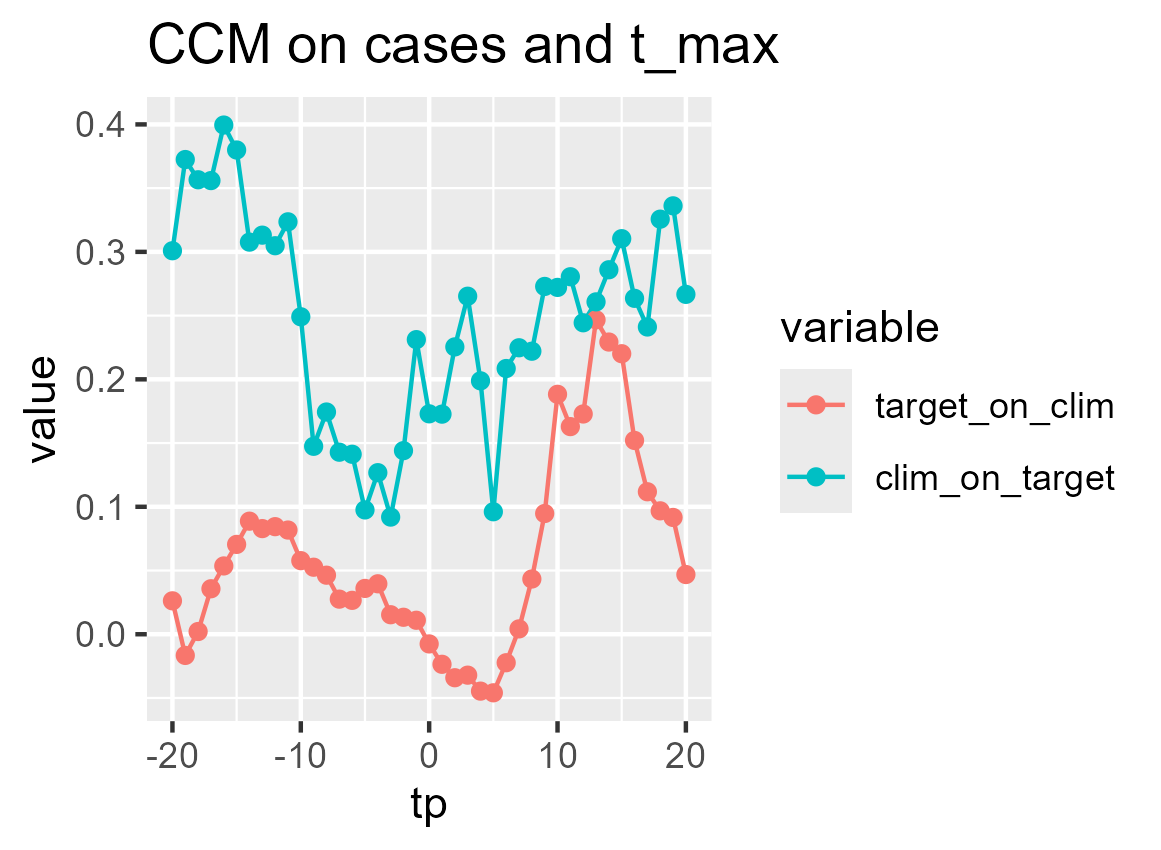 CCM on cases and t_max
0.4
0.3
0.2
0.1
0.0
value
-20
-10
0
10
20
tp
variable
target_on_clim
clim_on_target